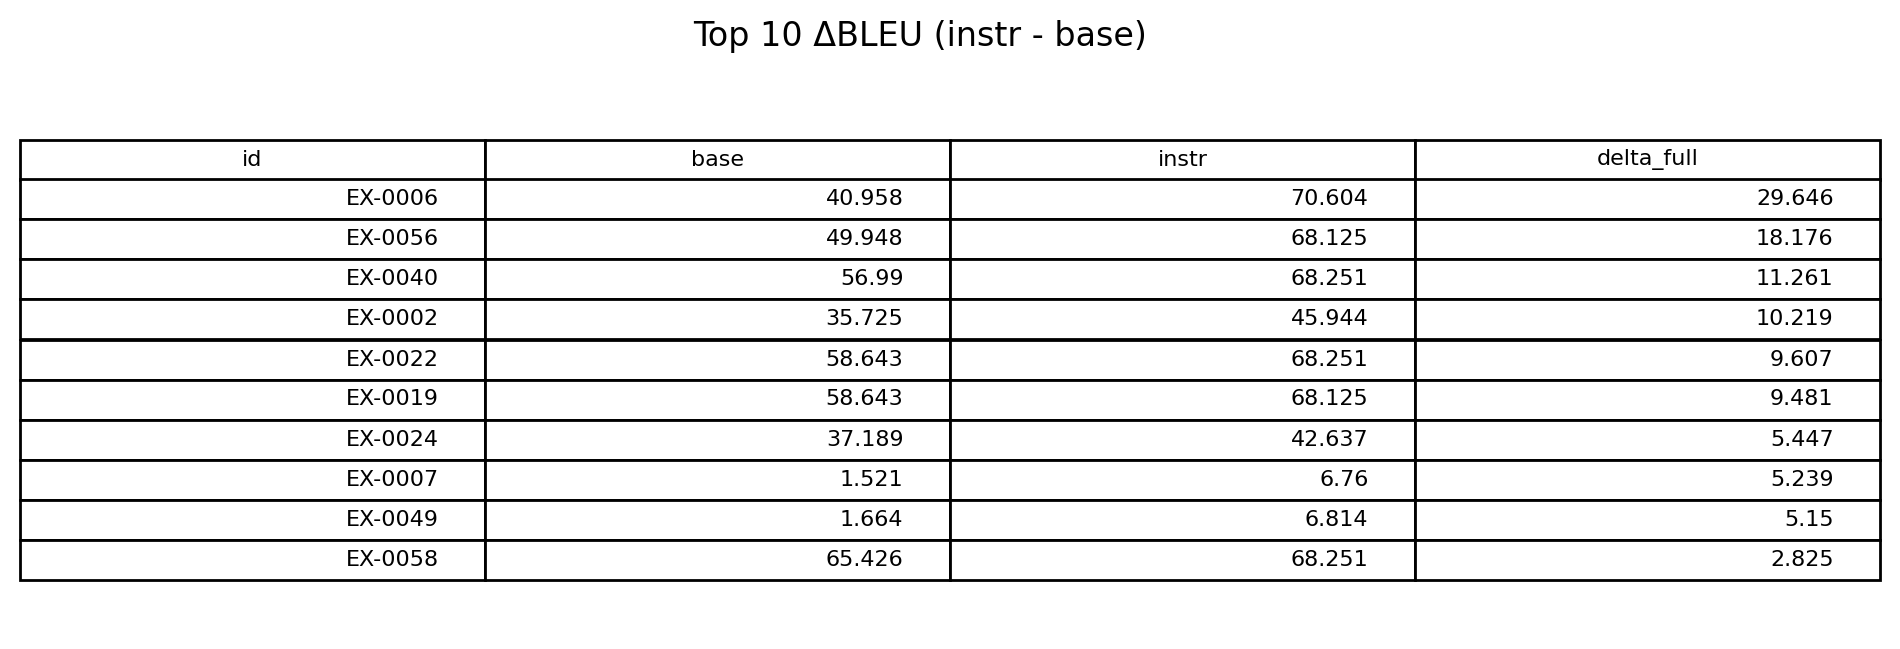 Top 10 ΔBLEU (instr - base)
id base instr delta_full
EX-0006 40.958 70.604 29.646
EX-0056 49.948 68.125 18.176
EX-0040 56.99 68.251 11.261
EX-0002 35.725 45.944 10.219
EX-0022 58.643 68.251 9.607
EX-0019 58.643 68.125 9.481
EX-0024 37.189 42.637 5.447
EX-0007 1.521 6.76 5.239
EX-0049 1.664 6.814 5.15
EX-0058 65.426 68.251 2.825